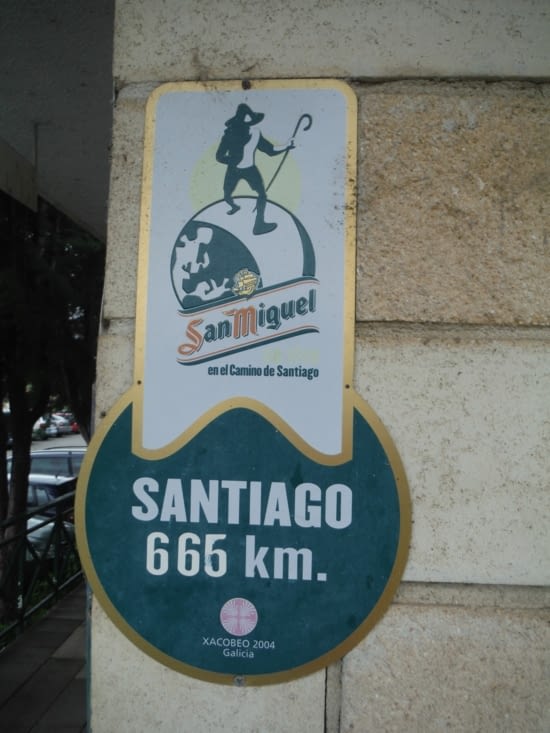 San Miguel
en el Camino de Santiago
SANTIAGO
665 km.
XACOBEO 2004
Galicia